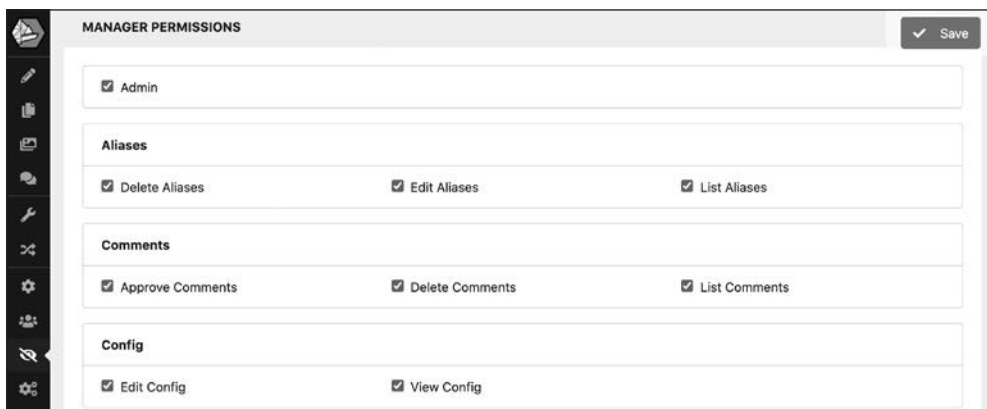 MANAGER PERMISSIONS
Save
Admin
Aliases
Delete Aliases Edit Aliases List Aliases
Comments
Approve Comments Delete Comments List Comments
Config
Edit Config View Config